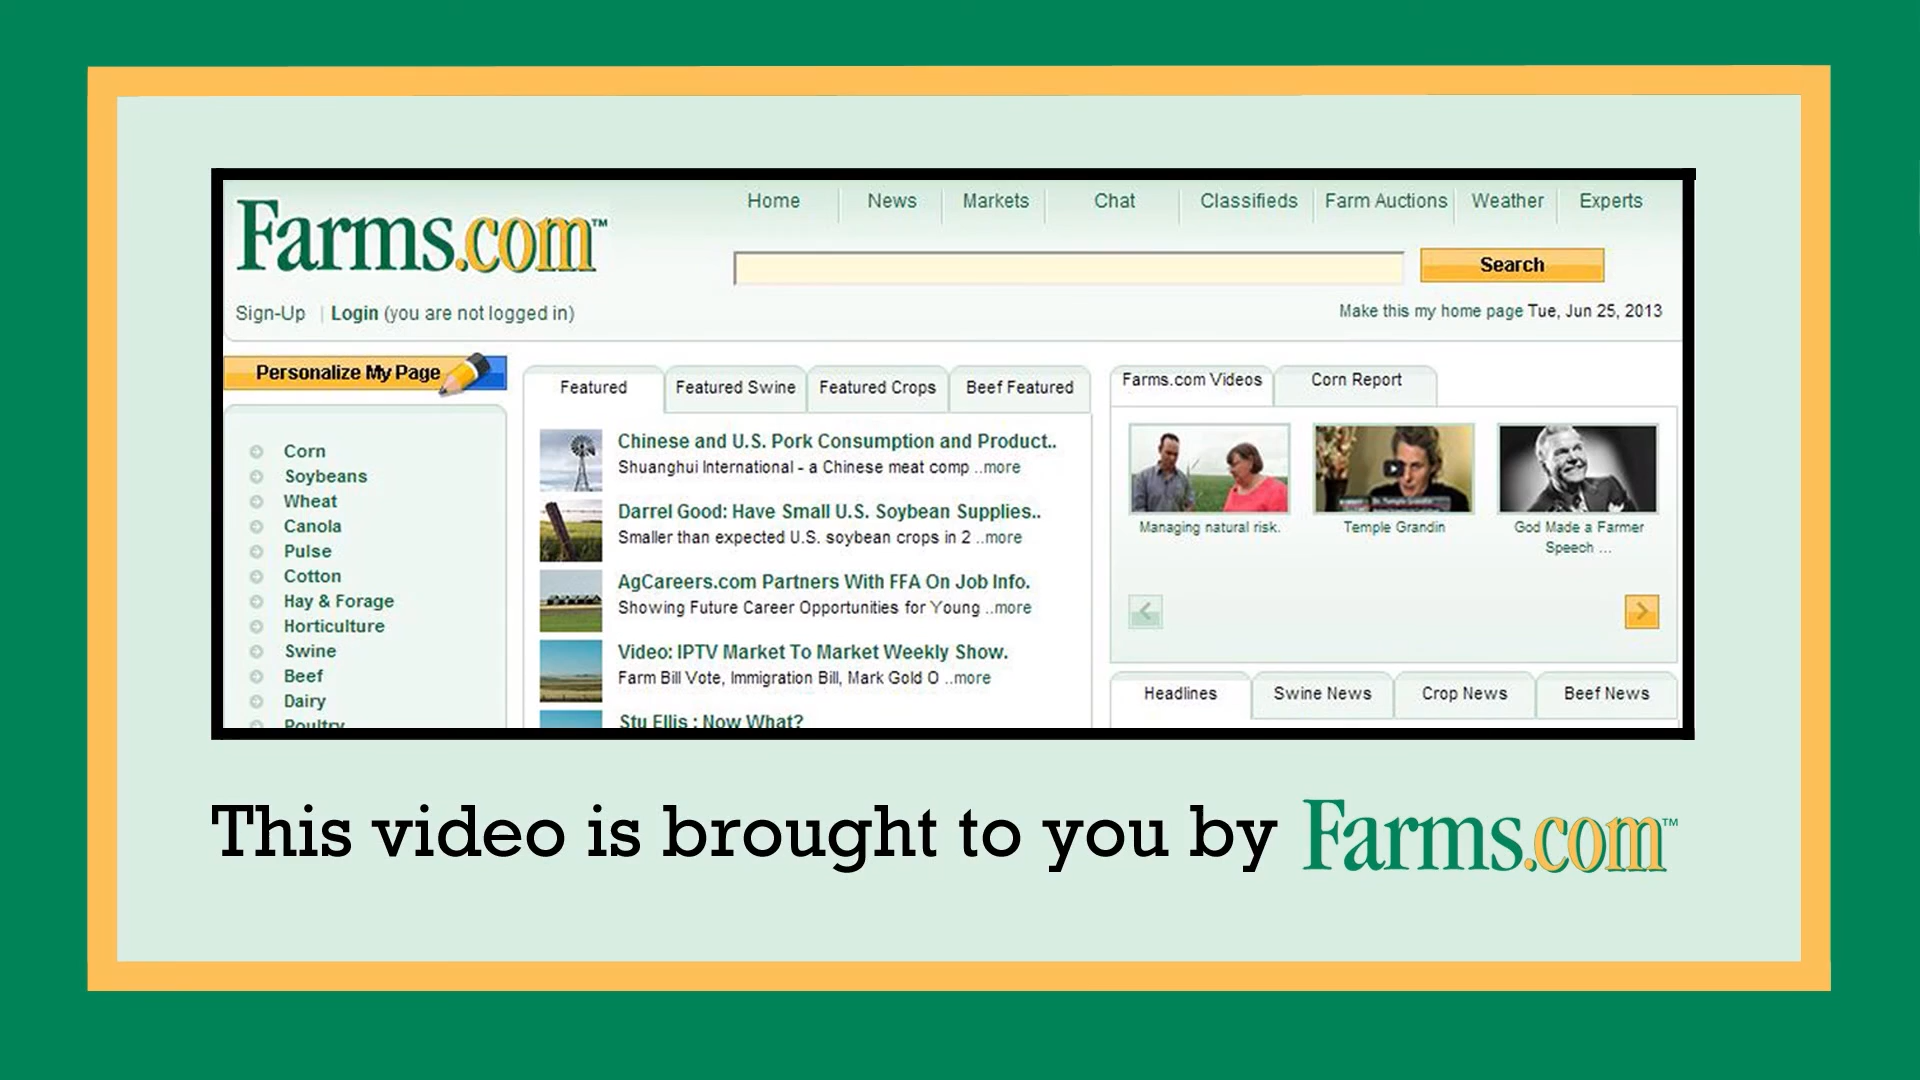 Farms.com™
Home
News
Markets
Chat
Classifieds
Farm Auctions
Weather
Experts
Search
Sign-Up | Login (you are not logged in)
Make this my home page Tue, Jun 25, 2013
Personalize My Page
Corn
Soybeans
Wheat
Canola
Pulse
Cotton
Hay & Forage
Horticulture
Swine
Beef
Dairy
Poultry
Featured
Featured Swine
Featured Crops
Beef Featured
Chinese and U.S. Pork Consumption and Product..
Shuanghui International - a Chinese meat comp ..more
Darrel Good: Have Small U.S. Soybean Supplies..
Smaller than expected U.S. soybean crops in 2 ..more
AgCareers.com Partners With FFA On Job Info.
Showing Future Career Opportunities for Young ..more
Video: IPTV Market To Market Weekly Show.
Farm Bill Vote, Immigration Bill, Mark Gold O ..more
Stu Ellis : Now What?
Farms.com Videos
Corn Report
Managing natural risk.
Temple Grandin
God Made a Farmer
Speech ...
Headlines
Swine News
Crop News
Beef News
This video is brought to you by Farms.com™